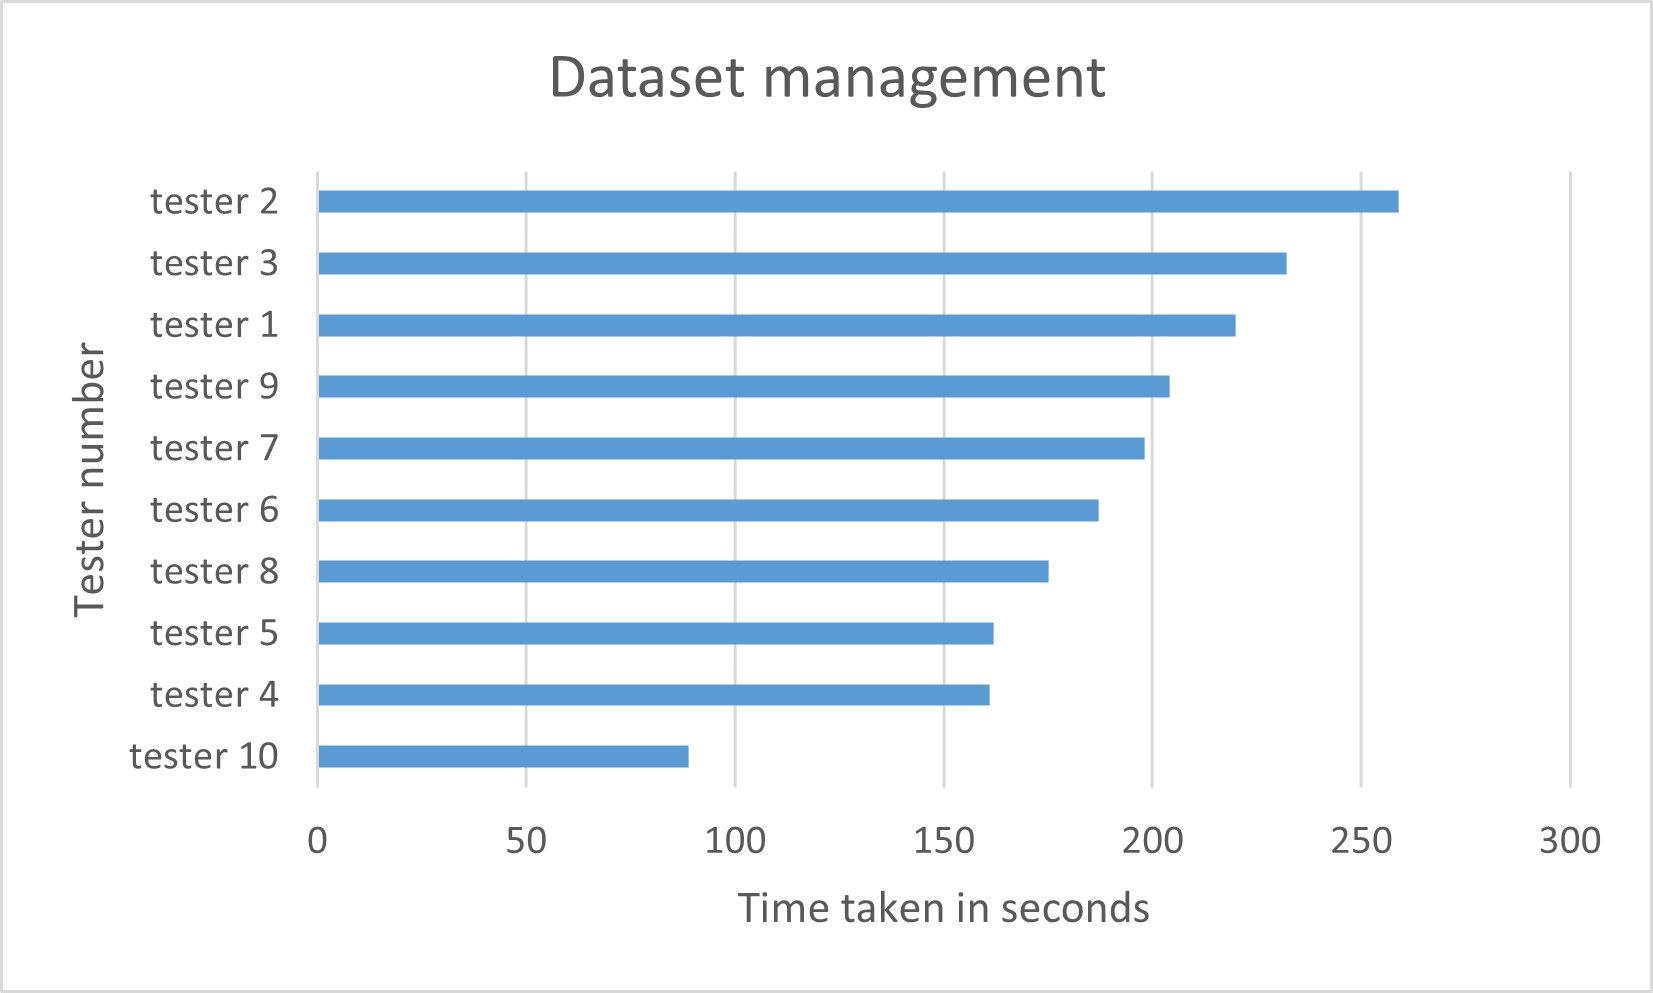 Dataset management
Tester number
tester 2
tester 3
tester 1
tester 9
tester 7
tester 6
tester 8
tester 5
tester 4
tester 10
0 50 100 150 200 250 300
Time taken in seconds